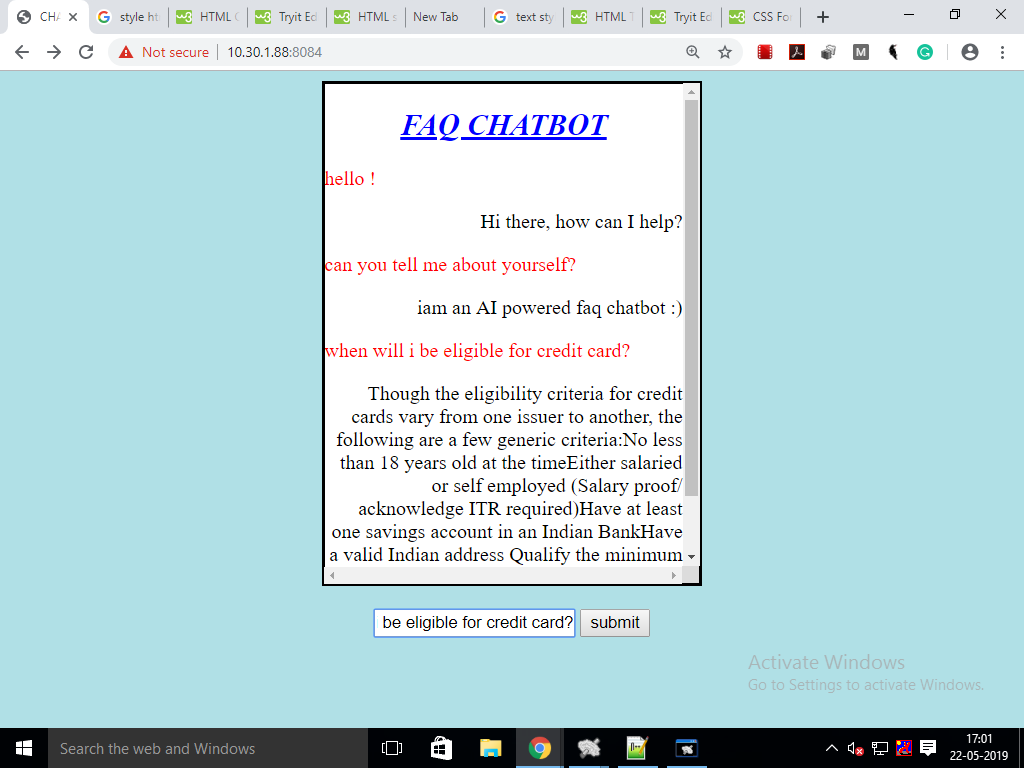 CHA
style ht
HTML C
Tryit Ed
HTML s
New Tab
text sty
HTML T
Tryit Ed
CSS For
Not secure
10.30.1.88:8084
FAQ CHATBOT
hello !
Hi there, how can I help?
can you tell me about yourself?
iam an AI powered faq chatbot :)
when will i be eligible for credit card?
Though the eligibility criteria for credit
cards vary from one issuer to another, the
following are a few generic criteria:No less
than 18 years old at the timeEither salaried
or self employed (Salary proof/
acknowledge ITR required)Have at least
one savings account in an Indian BankHave
a valid Indian address Qualify the minimum
be eligible for credit card?
submit
Activate Windows
Go to Settings to activate Windows.
Search the web and Windows
17:01
22-05-2019